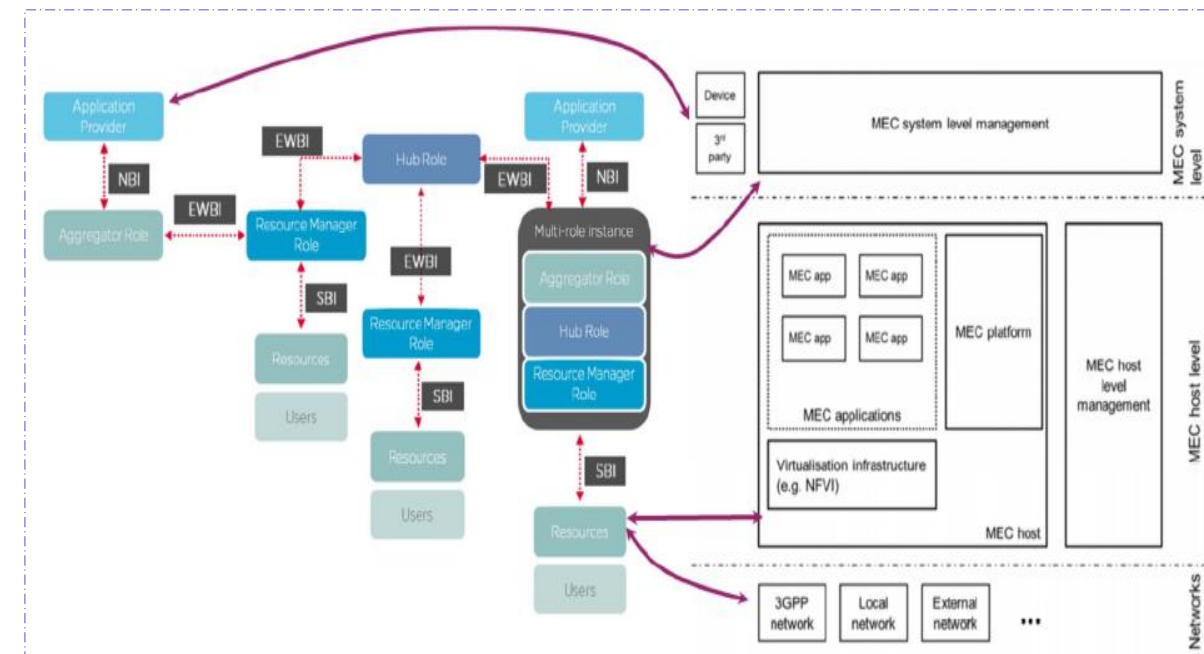 Application
Provider
NBI
Aggregator Role
EWBI
EWBI
Resource Manager
Role
SBI
Resources
Users
Hub Role
EWBI
EWBI
Resource Manager
Role
SBI
Resources
Users
Application
Provider
NBI
Multi-role instance
Aggregator Role
Hub Role
Resource Manager
Role
SBI
Resources
Users
Device
3rd
party
MEC system level management
MEC system
level
MEC app
MEC app
MEC app
MEC app
MEC applications
MEC platform
Virtualisation infrastructure
(e.g. NFVI)
MEC host
MEC host
level
management
MEC host level
3GPP
network
Local
network
External
network
...
Networks